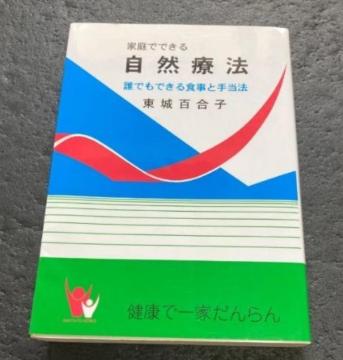 家庭でできる
自然療法
誰でもできる食事と手当法
東城百合子
健康で一家だんらん